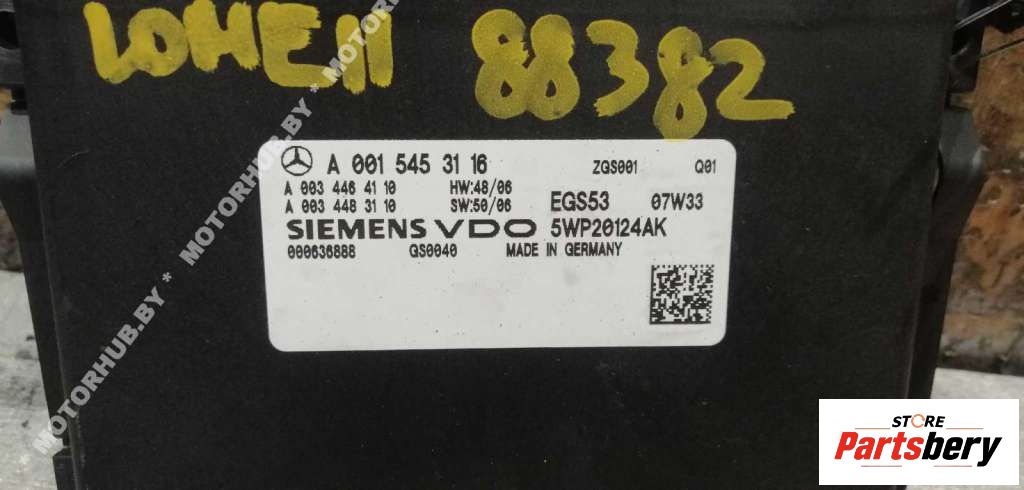 88382
A 001 545 31 16 ZGS001 Q01
A 003 446 41 10 HW:48/06
A 003 448 31 10 SW:50/06 EGS53 07W33
SIEMENS VDO 5WP20124AK
000636888 GS0040 MADE IN GERMANY
MOTORHUB.BY * MOTORHUB.BY * MOTORHUB.BY
STORE
Partsbery